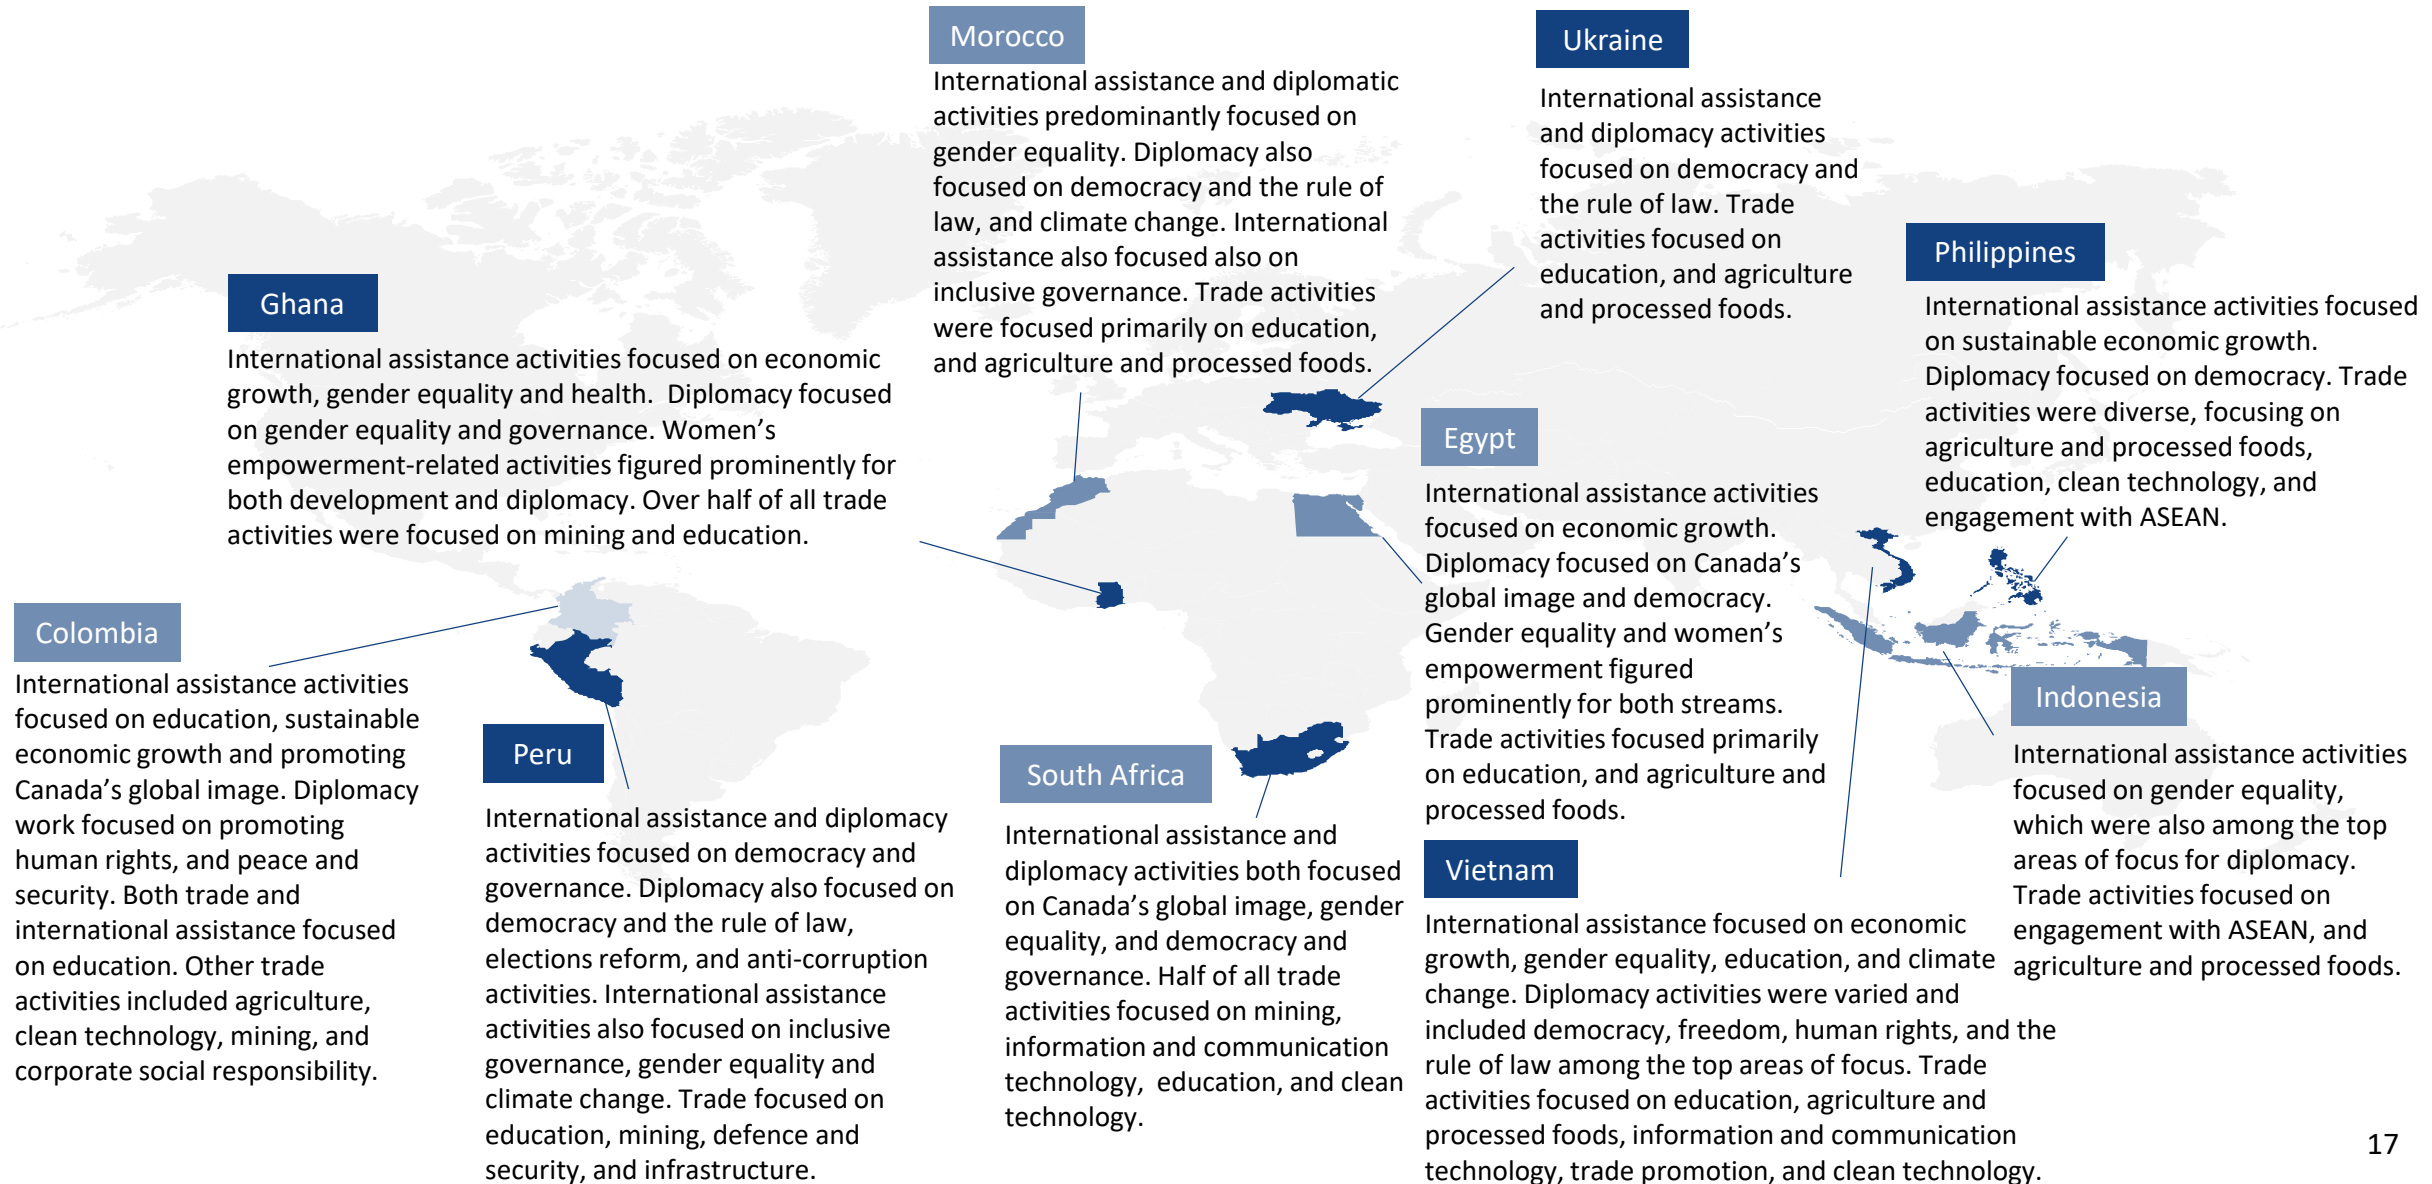 Morocco
International assistance and diplomatic
activities predominantly focused on
gender equality. Diplomacy also
focused on democracy and the rule of
law, and climate change. International
assistance also focused also on
inclusive governance. Trade activities
were focused primarily on education,
and agriculture and processed foods.
Ukraine
International assistance
and diplomacy activities
focused on democracy and
the rule of law. Trade
activities focused on
education, and agriculture
and processed foods.
Philippines
International assistance activities focused
on sustainable economic growth.
Diplomacy focused on democracy. Trade
activities were diverse, focusing on
agriculture and processed foods,
education, clean technology, and
engagement with ASEAN.
Ghana
International assistance activities focused on economic
growth, gender equality and health.  Diplomacy focused
on gender equality and governance. Women’s
empowerment-related activities figured prominently for
both development and diplomacy. Over half of all trade
activities were focused on mining and education.
Egypt
International assistance activities
focused on economic growth.
Diplomacy focused on Canada’s
global image and democracy.
Gender equality and women’s
empowerment figured
prominently for both streams.
Trade activities focused primarily
on education, and agriculture and
processed foods.
Colombia
International assistance activities
focused on education, sustainable
economic growth and promoting
Canada’s global image. Diplomacy
work focused on promoting
human rights, and peace and
security. Both trade and
international assistance focused
on education. Other trade
activities included agriculture,
clean technology, mining, and
corporate social responsibility.
Peru
International assistance and diplomacy
activities focused on democracy and
governance. Diplomacy also focused on
democracy and the rule of law,
elections reform, and anti-corruption
activities. International assistance
activities also focused on inclusive
governance, gender equality and
climate change. Trade focused on
education, mining, defence and
security, and infrastructure.
South Africa
International assistance and
diplomacy activities both focused
on Canada’s global image, gender
equality, and democracy and
governance. Half of all trade
activities focused on mining,
information and communication
technology,  education, and clean
technology.
Indonesia
International assistance activities
focused on gender equality,
which were also among the top
areas of focus for diplomacy.
Trade activities focused on
engagement with ASEAN, and
agriculture and processed foods.
Vietnam
International assistance focused on economic
growth, gender equality, education, and climate
change. Diplomacy activities were varied and
included democracy, freedom, human rights, and the
rule of law among the top areas of focus. Trade
activities focused on education, agriculture and
processed foods, information and communication
technology, trade promotion, and clean technology.
17